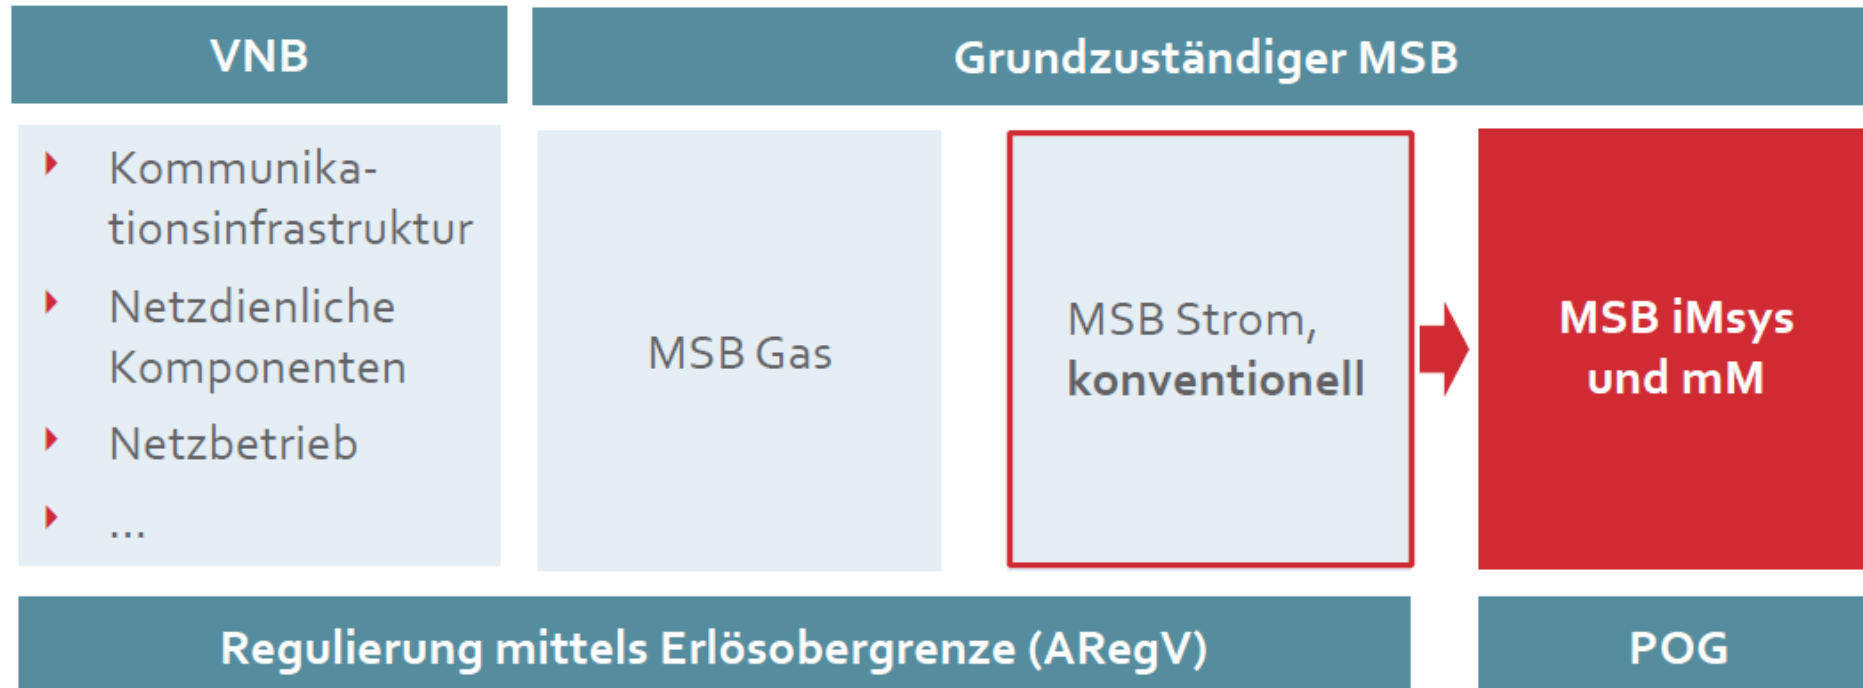 VNB
Grundzuständiger MSB
Kommunika-
tionsinfrastruktur
Netzdienliche
Komponenten
Netzbetrieb
...
MSB Gas
MSB Strom,
konventionell
MSB iMsys
und mM
Regulierung mittels Erlösobergrenze (ARegV)
POG